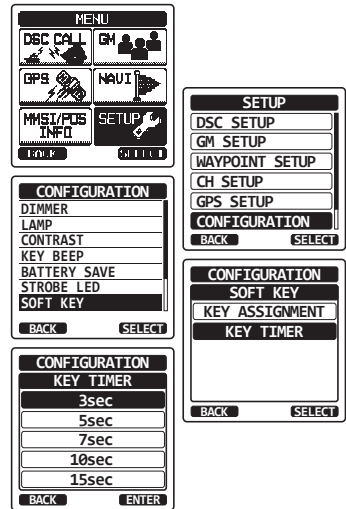 MENU
DSC CALL
GM
GPS
NAVI
MMSI/POS
INFO
SETUP
BACK
SELECT
SETUP
DSC SETUP
GM SETUP
WAYPOINT SETUP
CH SETUP
GPS SETUP
CONFIGURATION
BACK
SELECT
CONFIGURATION
DIMMER
LAMP
CONTRAST
KEY BEEP
BATTERY SAVE
STROBE LED
SOFT KEY
BACK
SELECT
CONFIGURATION
SOFT KEY
KEY ASSIGNMENT
KEY TIMER
BACK
SELECT
CONFIGURATION
KEY TIMER
3sec
5sec
7sec
10sec
15sec
BACK
ENTER